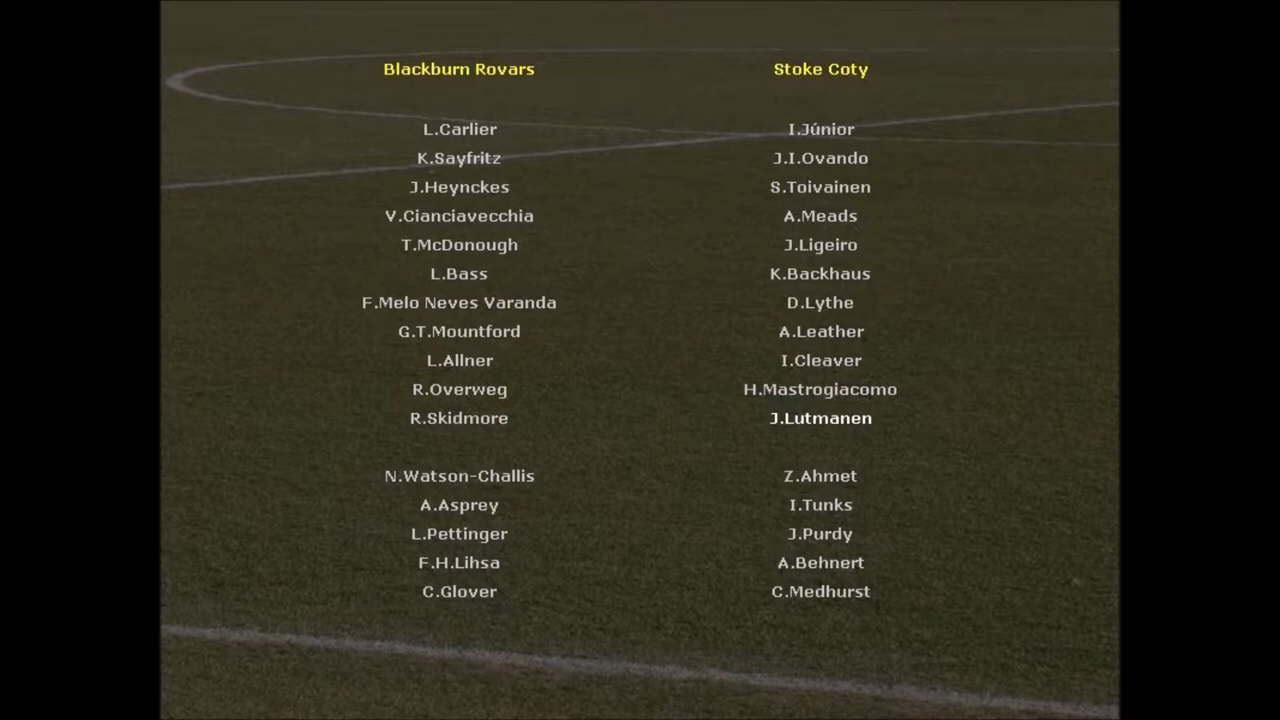 Blackburn Rovars
Stoke Coty
L.Carlier
I.Júnior
K.Sayfritz
J.I.Ovando
J.Heynckes
S.Toivainen
V.Cianciavecchia
A.Meads
T.McDonough
J.Ligeiro
L.Bass
K.Backhaus
F.Melo Neves Varanda
D.Lythe
G.T.Mountford
A.Leather
L.Allner
I.Cleaver
R.Overweg
H.Mastrogiacomo
R.Skidmore
J.Lutmanen
N.Watson-Challis
Z.Ahmet
A.Asprey
I.Tunks
L.Pettinger
J.Purdy
F.H.Lihsa
A.Behnert
C.Glover
C.Medhurst